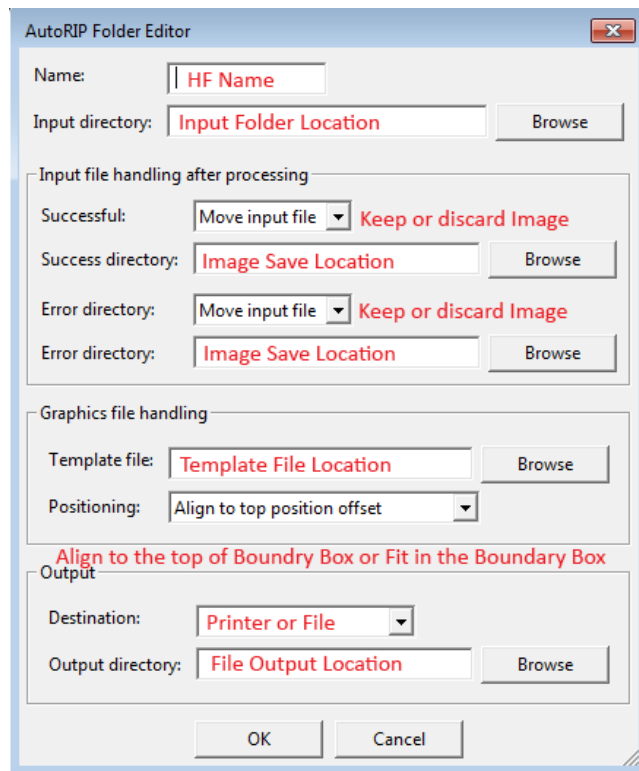 AutoRIP Folder Editor
Name: HF Name
Input directory: Input Folder Location Browse
Input file handling after processing
Successful: Move input file Keep or discard Image
Success directory: Image Save Location Browse
Error directory: Move input file Keep or discard Image
Error directory: Image Save Location Browse
Graphics file handling
Template file: Template File Location Browse
Positioning: Align to top position offset
Align to the top of Boundry Box or Fit in the Boundary Box
Output
Destination: Printer or File
Output directory: File Output Location Browse
OK Cancel